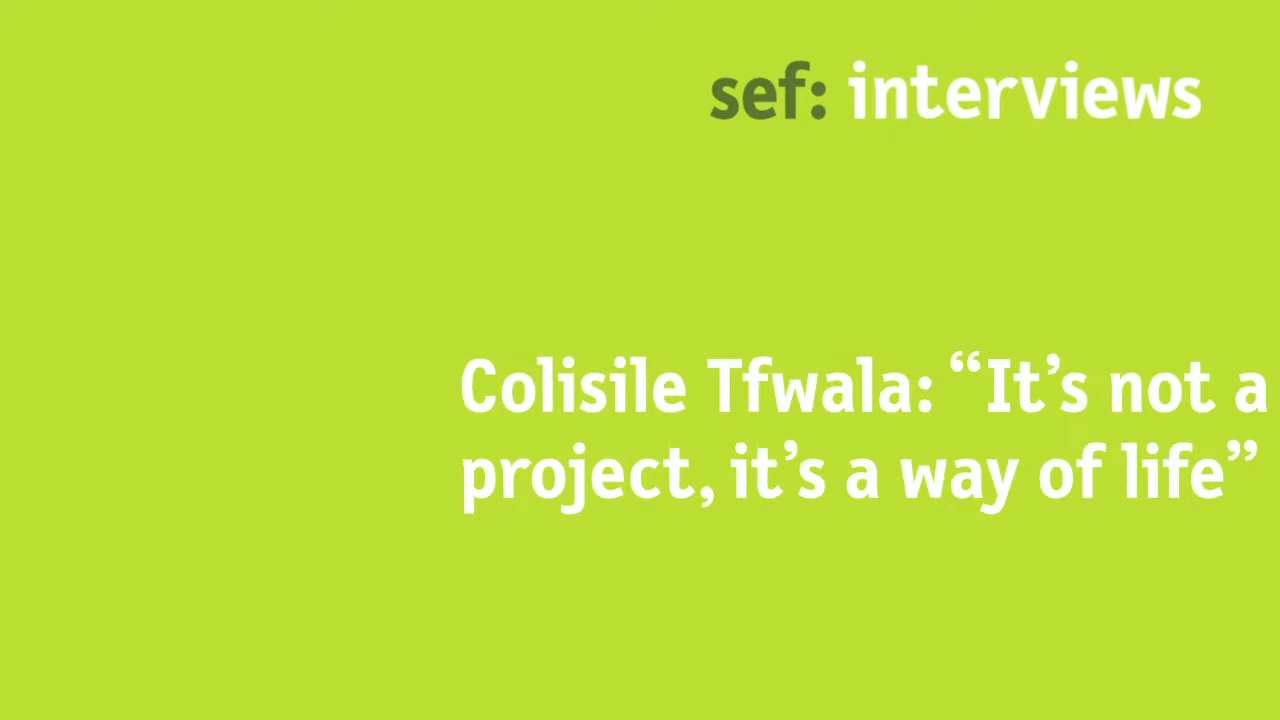 sef: interviews
Colisile Tfwala: “It’s not a
project, it’s a way of life”